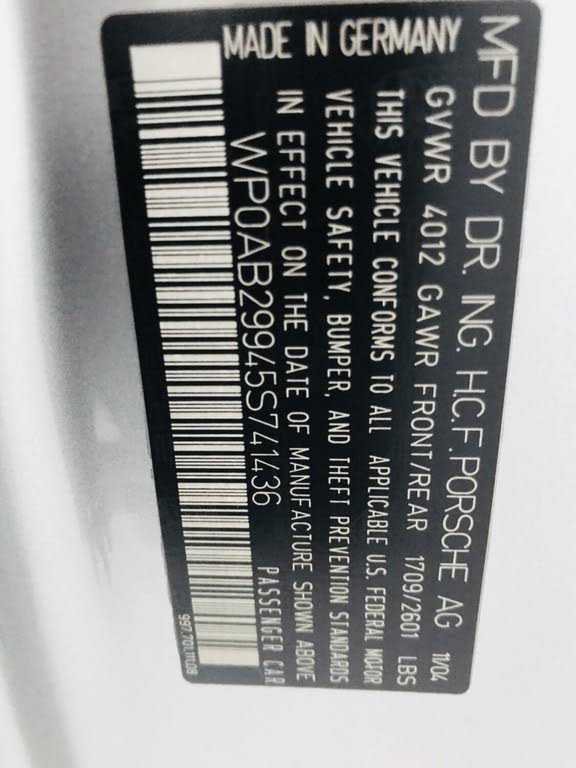 MFD BY DR. ING. H.C.F. PORSCHE AG 11/04
GVWR 4012 GAWR FRONT/REAR 1709/2601 LBS
THIS VEHICLE CONFORMS TO ALL APPLICABLE U.S. FEDERAL MOTOR
VEHICLE SAFETY, BUMPER, AND THEFT PREVENTION STANDARDS
IN EFFECT ON THE DATE OF MANUFACTURE SHOWN ABOVE
WP0AB29945S741436 PASSENGER CAR
MADE IN GERMANY